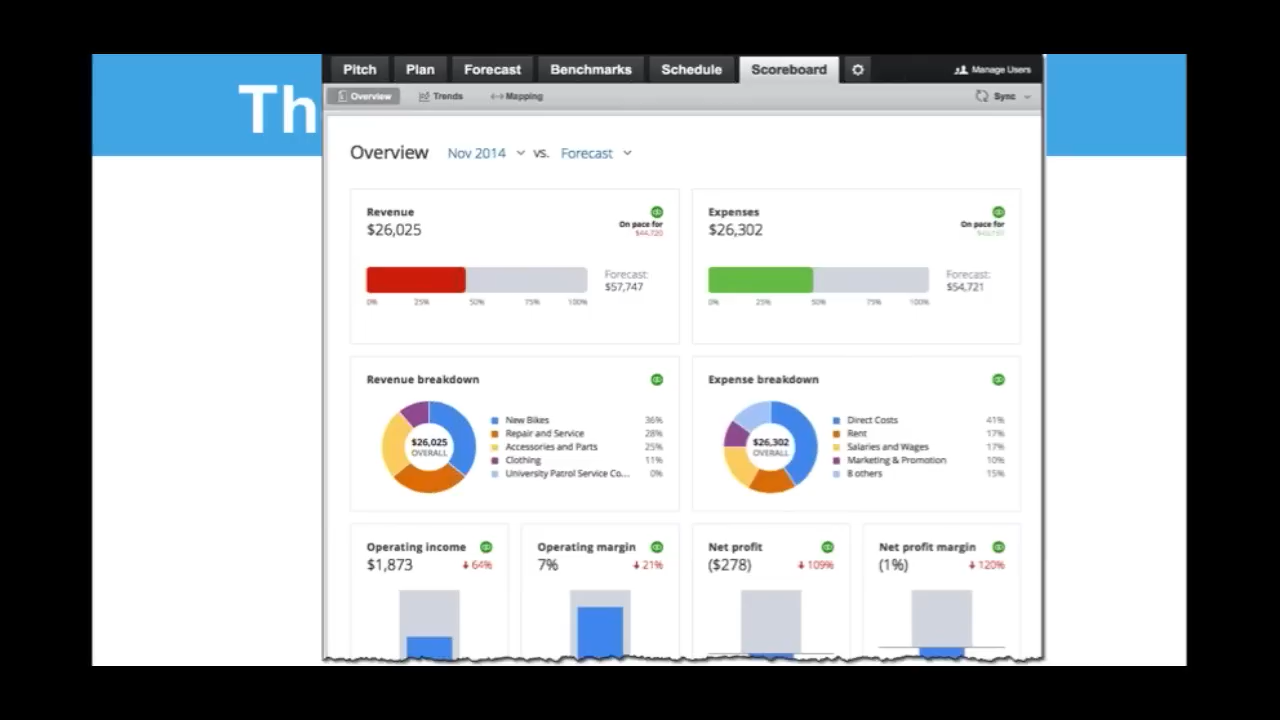 Th
Pitch Plan Forecast Benchmarks Schedule Scoreboard Manage Users
Overview Trends Mapping Sync
Overview Nov 2014 vs. Forecast
Revenue
$26,025
On pace for
$44,720
Forecast:
$57,747
0% 25% 50% 75% 100%
Expenses
$26,302
On pace for
Forecast:
$54,721
0% 25% 50% 75% 100%
Revenue breakdown
$26,025
OVERALL
New Bikes 36%
Repair and Service 28%
Accessories and Parts 25%
Clothing 11%
University Patrol Service Co... 0%
Expense breakdown
$26,302
OVERALL
Direct Costs 41%
Rent 17%
Salaries and Wages 17%
Marketing & Promotion 10%
8 others 15%
Operating income
$1,873 64%
Operating margin
7% 21%
Net profit
($278) 109%
Net profit margin
(1%) 120%